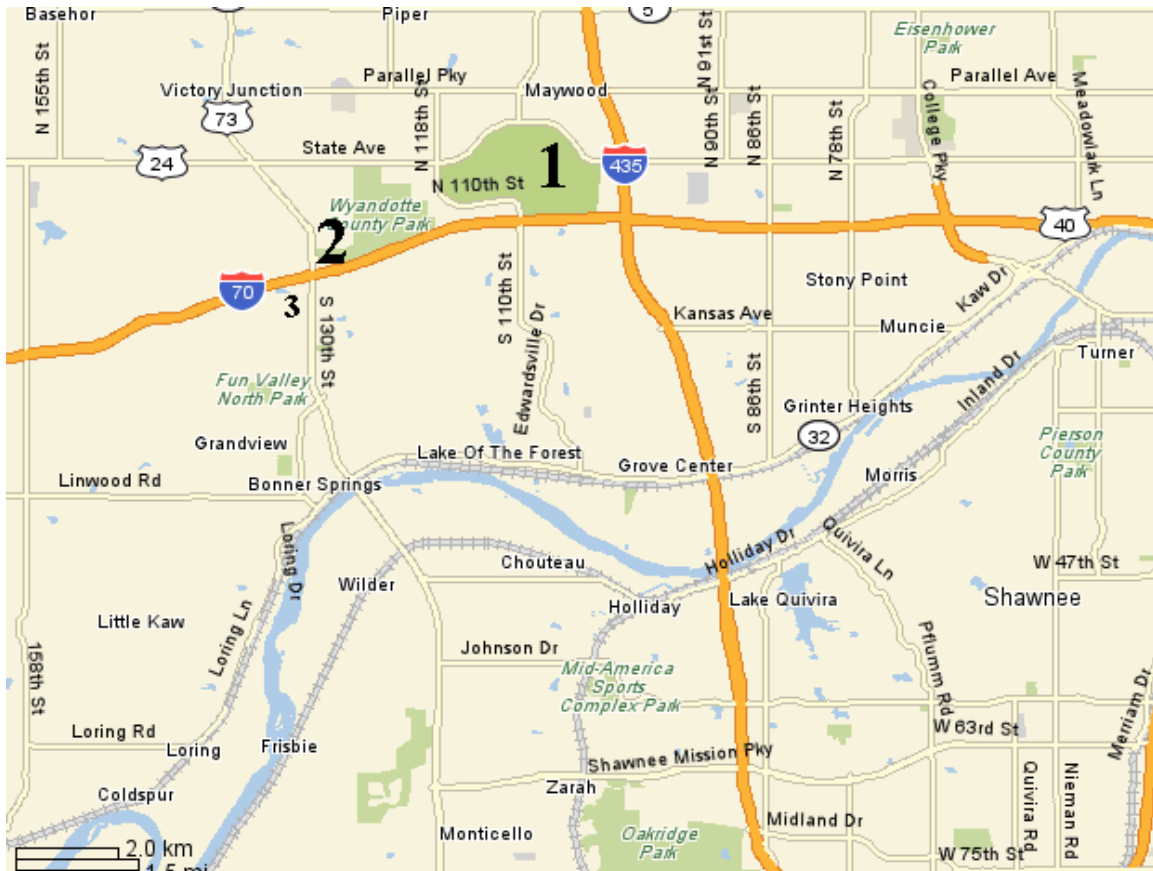 Basehor
Piper
5
N 91st St
Eisenhower
Park
N 155th St
Victory Junction
Parallel Pky
Maywood
Parallel Ave
73
N 118th St
N 90th St
N 86th St
N 78th St
College Pky
Meadowlark Ln
24
State Ave
1
435
N 110th St
Wyandotte
County Park
2
40
70
3
S 130th St
S 110th St
Edwardsville Dr
Stony Point
Kaw Dr
Kansas Ave
Muncie
Turner
Fun Valley
North Park
S 86th St
Inland Dr
Grinter Heights
32
Grandview
Lake Of The Forest
Grove Center
Pierson
County
Park
Linwood Rd
Bonner Springs
Morris
Loring Dr
Holliday Dr
Quivira Ln
Chouteau
W 47th St
Wilder
Holliday
Lake Quivira
Shawnee
Little Kaw
Loring Ln
158th St
Johnson Dr
Pflumm Rd
Mid-America
Sports
Complex Park
Merriam Dr
Loring Rd
Loring
Frisbie
W 63rd St
Shawnee Mission Pky
Coldspur
Zarah
Quivira Rd
Nieman Rd
Midland Dr
Monticello
Oakridge
Park
W 75th St
2.0 km
1.5 mi